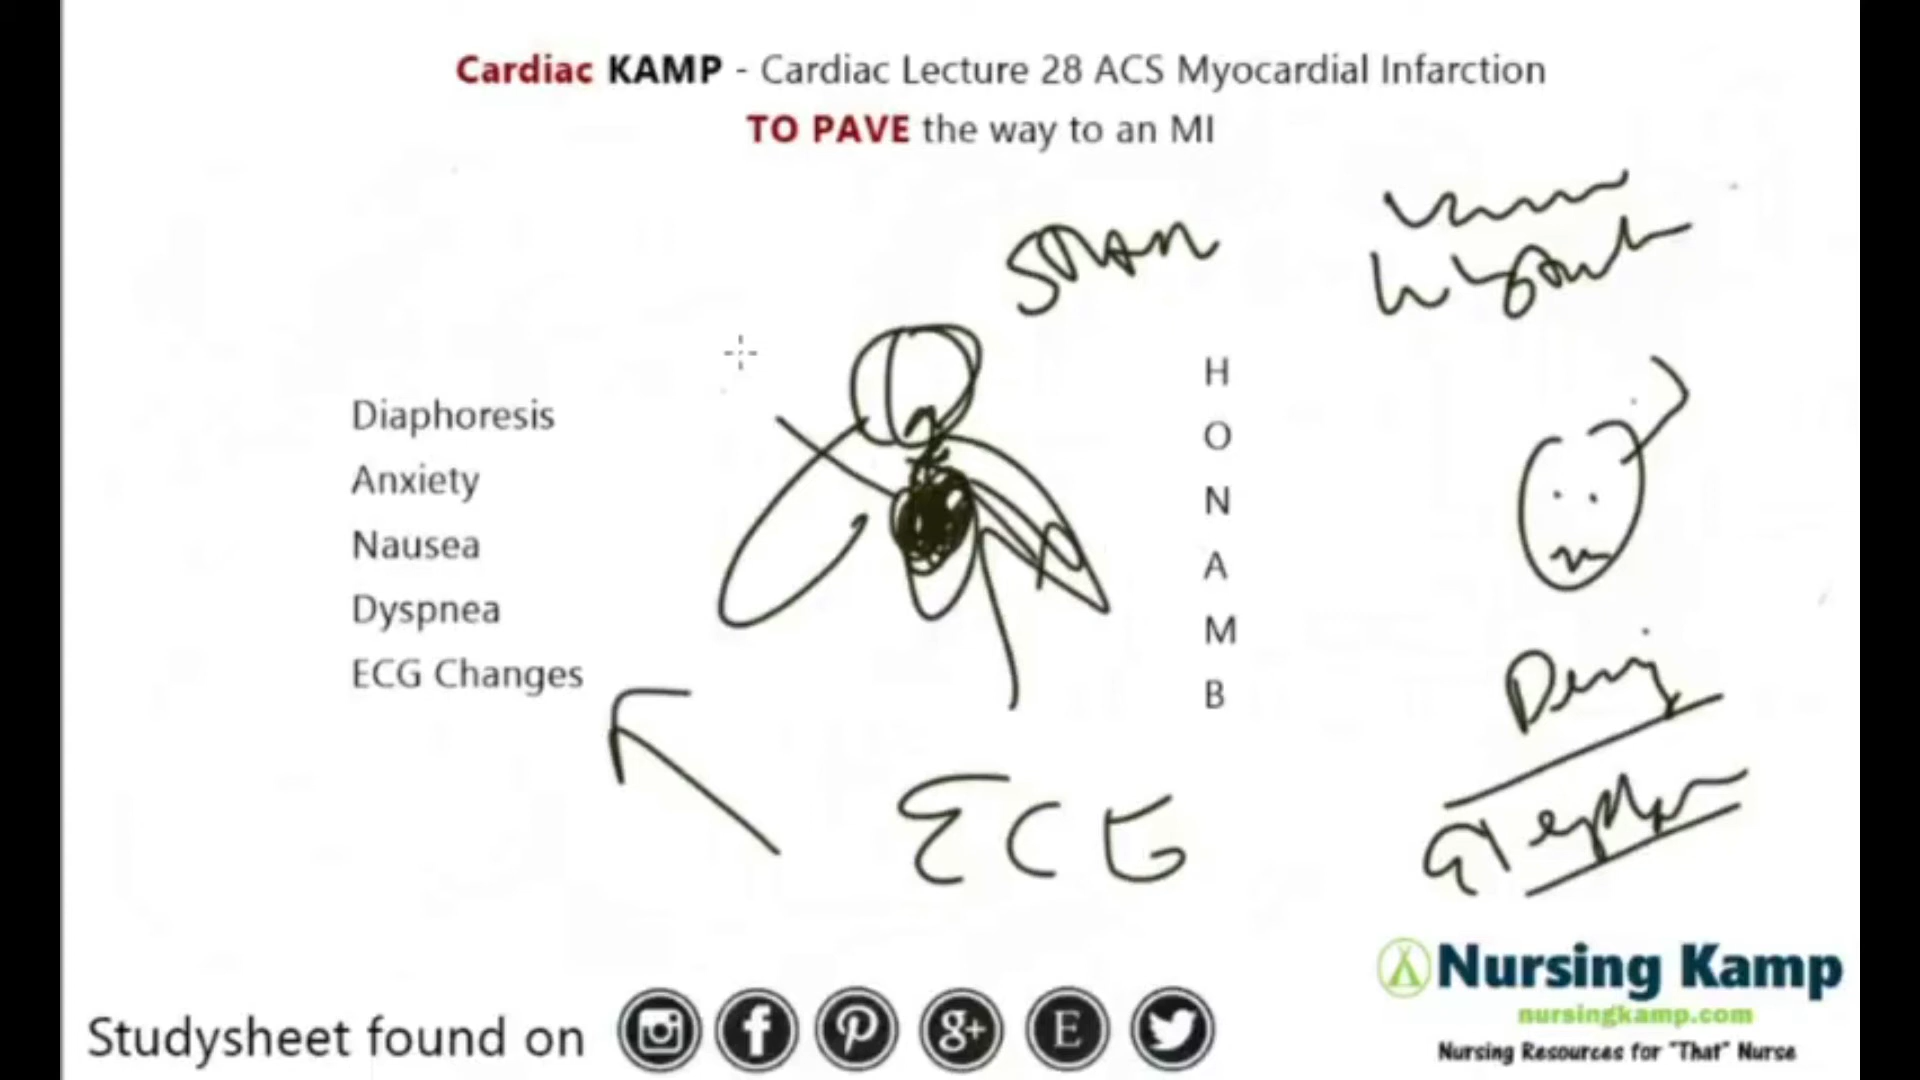 Cardiac KAMP - Cardiac Lecture 28 ACS Myocardial Infarction
TO PAVE the way to an MI
Diaphoresis
Anxiety
Nausea
Dyspnea
ECG Changes
H
O
N
A
M
B
ECG
Nursing Kamp
nursingkamp.com
Nursing Resources for "That" Nurse
Studysheet found on